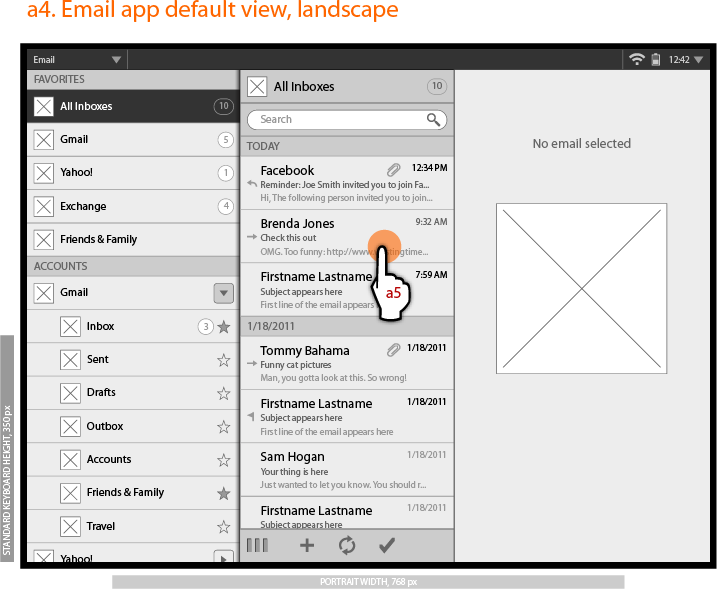 a4. Email app default view, landscape
Email
12:42
FAVORITES
All Inboxes 10
Gmail 5
Yahoo! 1
Exchange 4
Friends & Family
ACCOUNTS
Gmail
Inbox 3
Sent
Drafts
Outbox
Accounts
Friends & Family
Travel
Yahoo!
All Inboxes 10
Search
TODAY
Facebook 12:34 PM
Reminder: Joe Smith invited you to join Fa...
Hi, The following person invited you to join...
Brenda Jones 9:32 AM
Check this out
OMG. Too funny: http://www
Firstname Lastname 7:59 AM
Subject appears here
First line of the email appears
a5
1/18/2011
Tommy Bahama 1/18/2011
Funny cat pictures
Man, you gotta look at this. So wrong!
Firstname Lastname 1/18/2011
Subject appears here
First line of the email appears here
Sam Hogan 1/18/2011
Your thing is here
Just wanted to let you know. You should r...
Firstname Lastname 1/18/2011
Subject appears here
No email selected
STANDARD KEYBOARD HEIGHT, 350 px
PORTRAIT WIDTH, 768 px